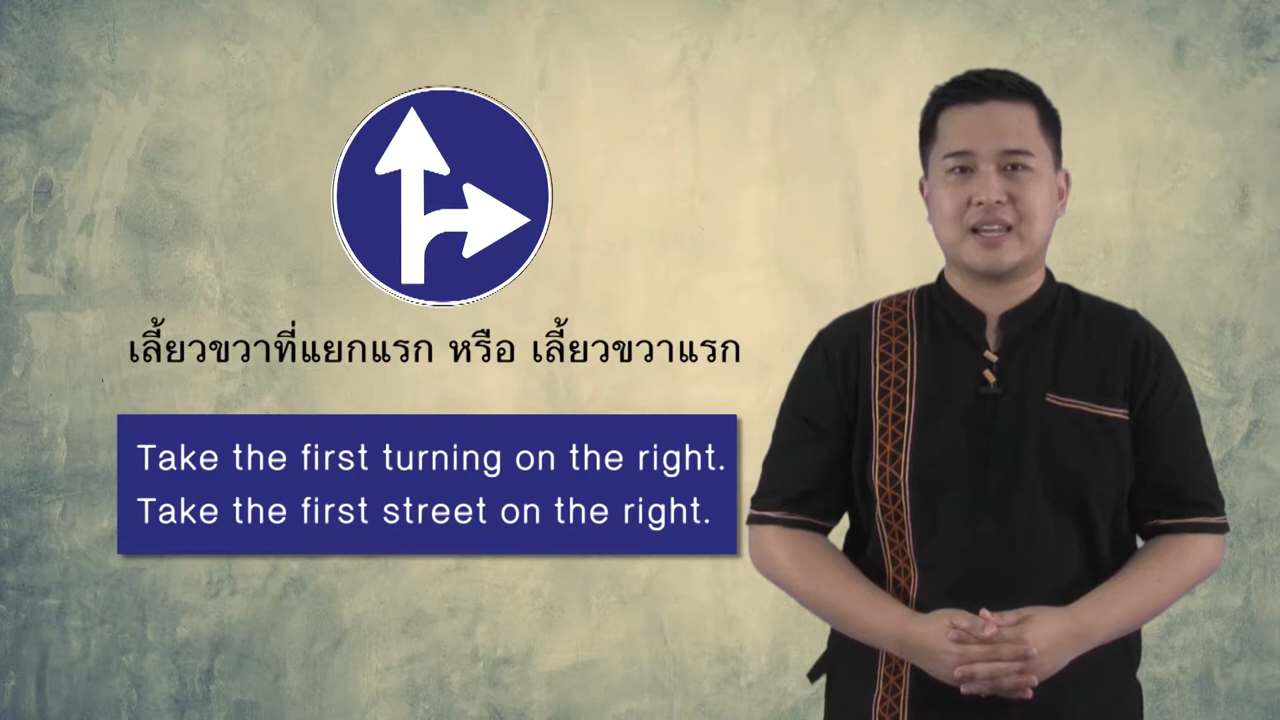 เลี้ยวขวาที่แยกแรก หรือ เลี้ยวขวาแรก
Take the first turning on the right.
Take the first street on the right.